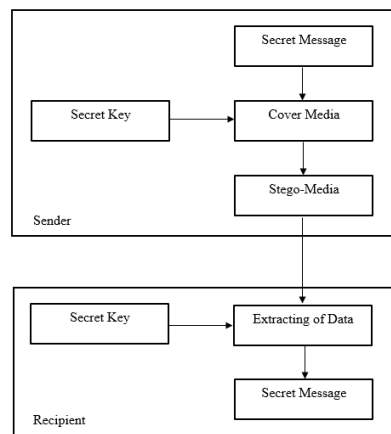 Secret Message
Secret Key
Cover Media
Stego-Media
Sender
Secret Key
Extracting of Data
Secret Message
Recipient